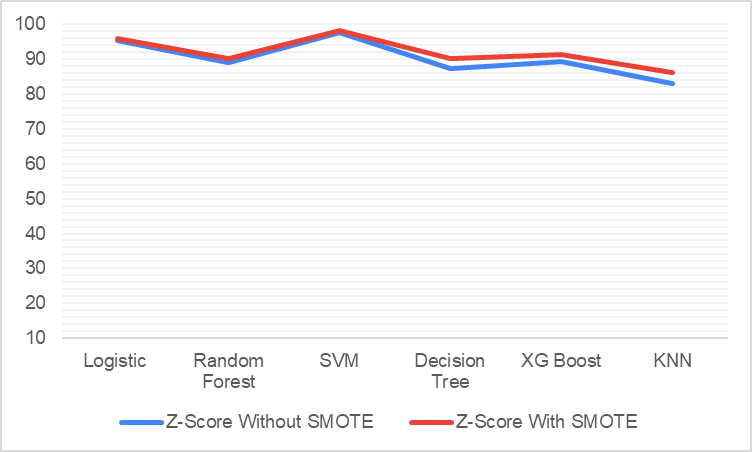 100
90
80
70
60
50
40
30
20
10
Logistic
Random
Forest
SVM
Decision
Tree
XG Boost
KNN
Z-Score Without SMOTE
Z-Score With SMOTE